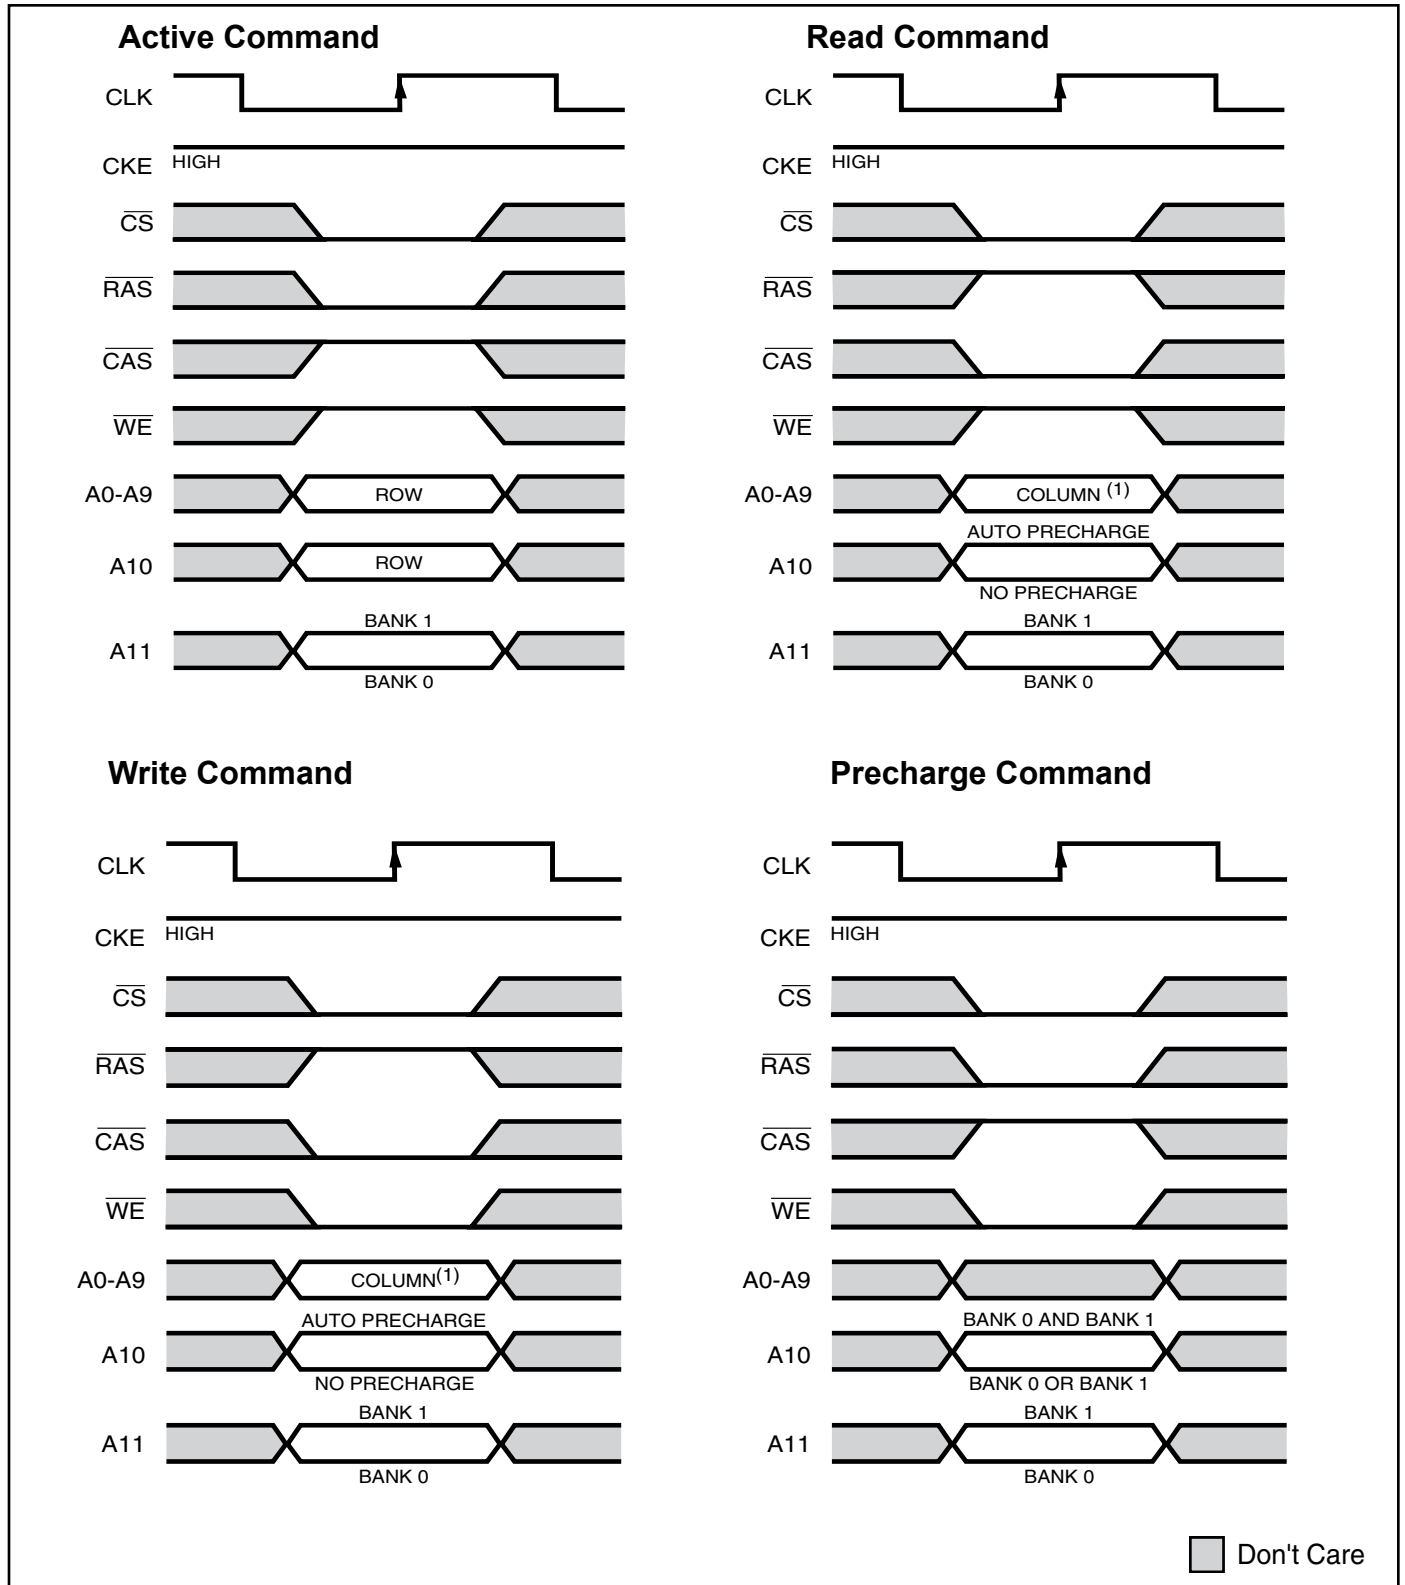 Active Command
CLK
CKE HIGH
CS
RAS
CAS
WE
A0-A9 ROW
A10 ROW
BANK 1
A11
BANK 0
Read Command
CLK
CKE HIGH
CS
RAS
CAS
WE
A0-A9 COLUMN (1)
AUTO PRECHARGE
A10
NO PRECHARGE
BANK 1
A11
BANK 0
Write Command
CLK
CKE HIGH
CS
RAS
CAS
WE
A0-A9 COLUMN(1)
AUTO PRECHARGE
A10
NO PRECHARGE
BANK 1
A11
BANK 0
Precharge Command
CLK
CKE HIGH
CS
RAS
CAS
WE
A0-A9
BANK 0 AND BANK 1
A10
BANK 0 OR BANK 1
BANK 1
A11
BANK 0
Don't Care